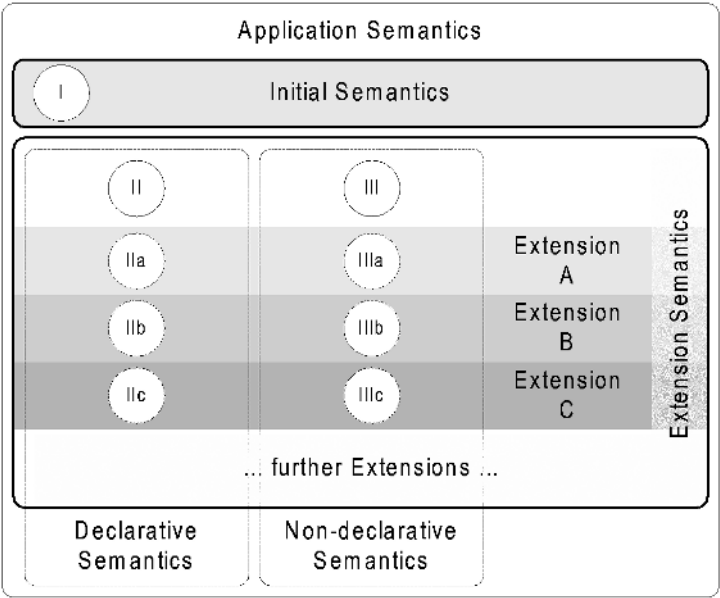 Application Semantics
I
Initial Semantics
II
III
IIa
IIIa
Extension
A
IIb
IIIb
Extension
B
IIc
IIIc
Extension
C
Extension Semantics
... further Extensions ...
Declarative
Semantics
Non-declarative
Semantics